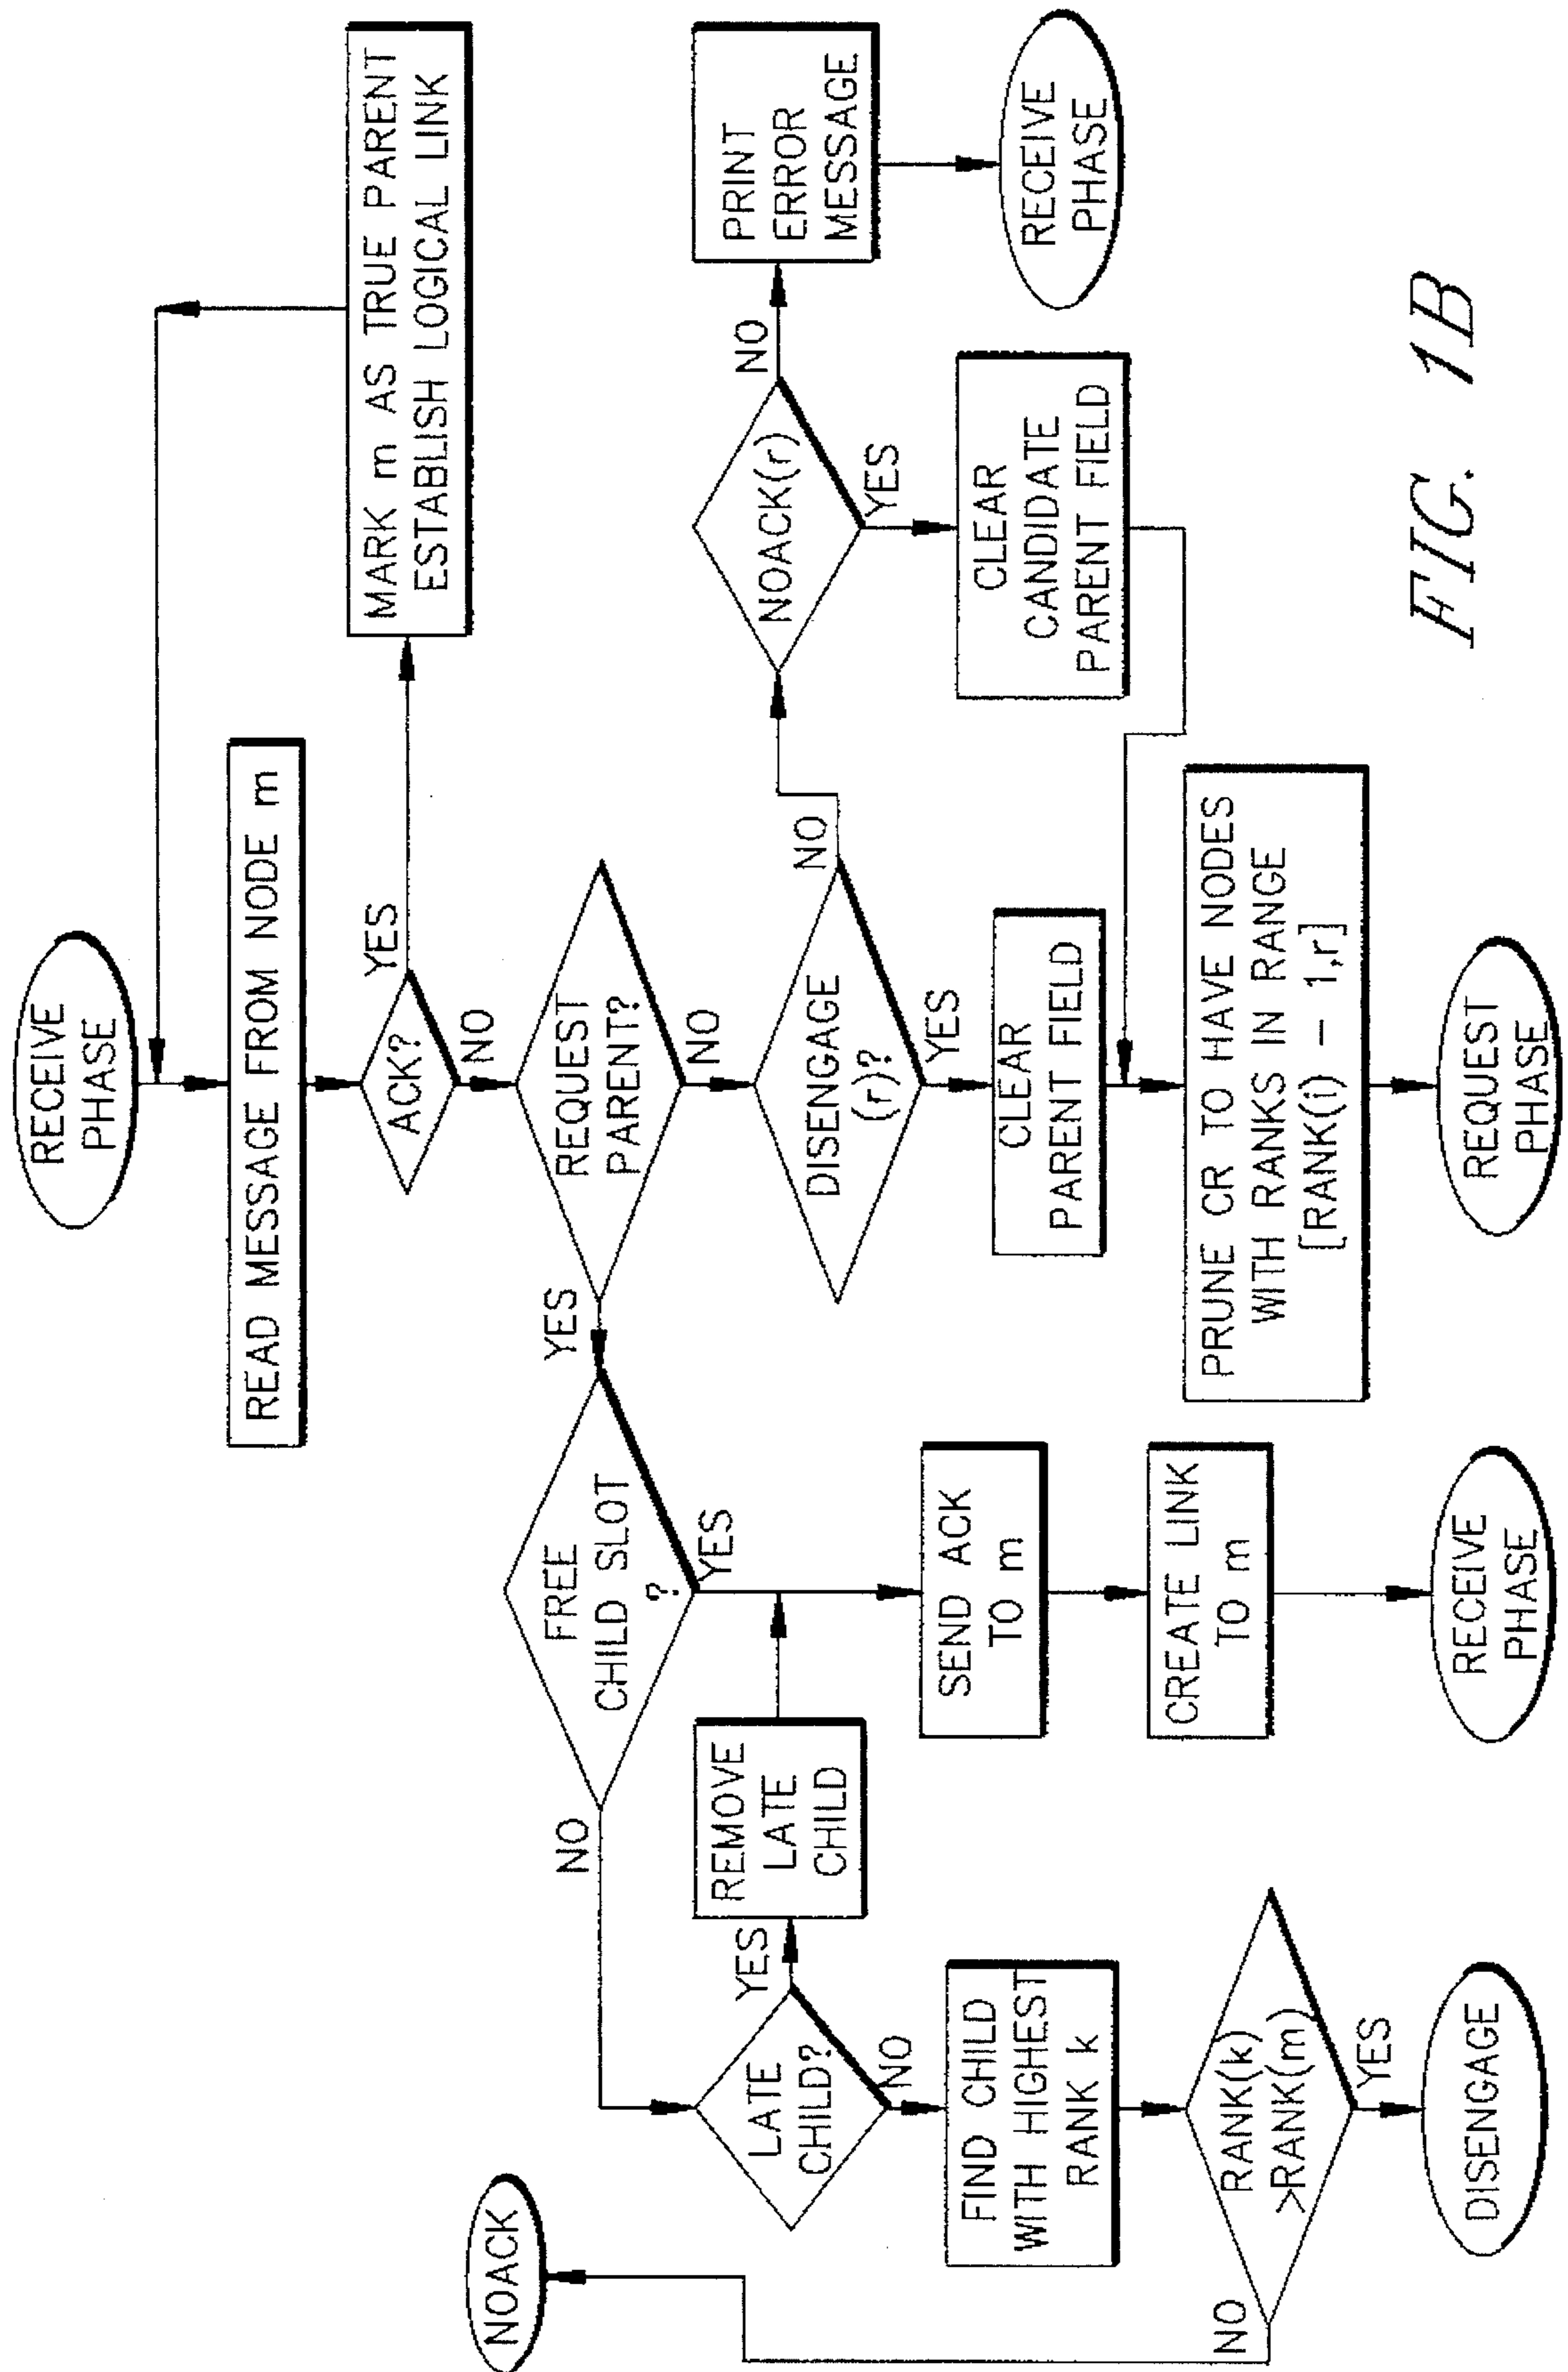 RECEIVE
PHASE
READ MESSAGE FROM NODE m
ACK?
YES
NO
MARK m AS TRUE PARENT
ESTABLISH LOGICAL LINK
REQUEST
PARENT?
YES
NO
FREE
CHILD SLOT
?
NO
YES
DISENGAGE
(r)?
NO
YES
NOACK(r)
NO
YES
PRINT
ERROR
MESSAGE
RECEIVE
PHASE
CLEAR
CANDIDATE
PARENT FIELD
CLEAR
PARENT FIELD
PRUNE CR TO HAVE NODES
WITH RANKS IN RANGE
[RANK(i) - 1,r]
REQUEST
PHASE
LATE
CHILD?
YES
NO
REMOVE
LATE
CHILD
SEND ACK
TO m
CREATE LINK
TO m
RECEIVE
PHASE
FIND CHILD
WITH HIGHEST
RANK k
RANK(k)
>RANK(m)
NO
YES
NOACK
DISENGAGE
FIG. 1B